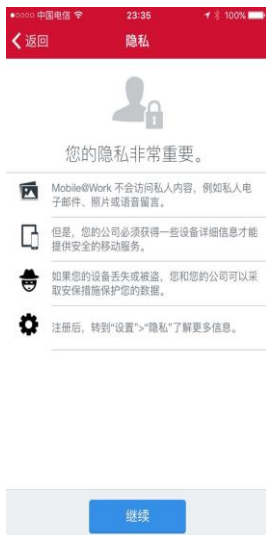 中国电信 23:35 100%
返回 隐私
您的隐私非常重要。
Mobile@Work 不会访问私人内容，例如私人电
子邮件、照片或语音留言。
但是，您的公司必须获得一些设备详细信息才能
提供安全的移动服务。
如果您的设备丢失或被盗，您和您的公司可以采
取安保措施保护您的数据。
注册后，转到“设置”>“隐私”了解更多信息。
继续